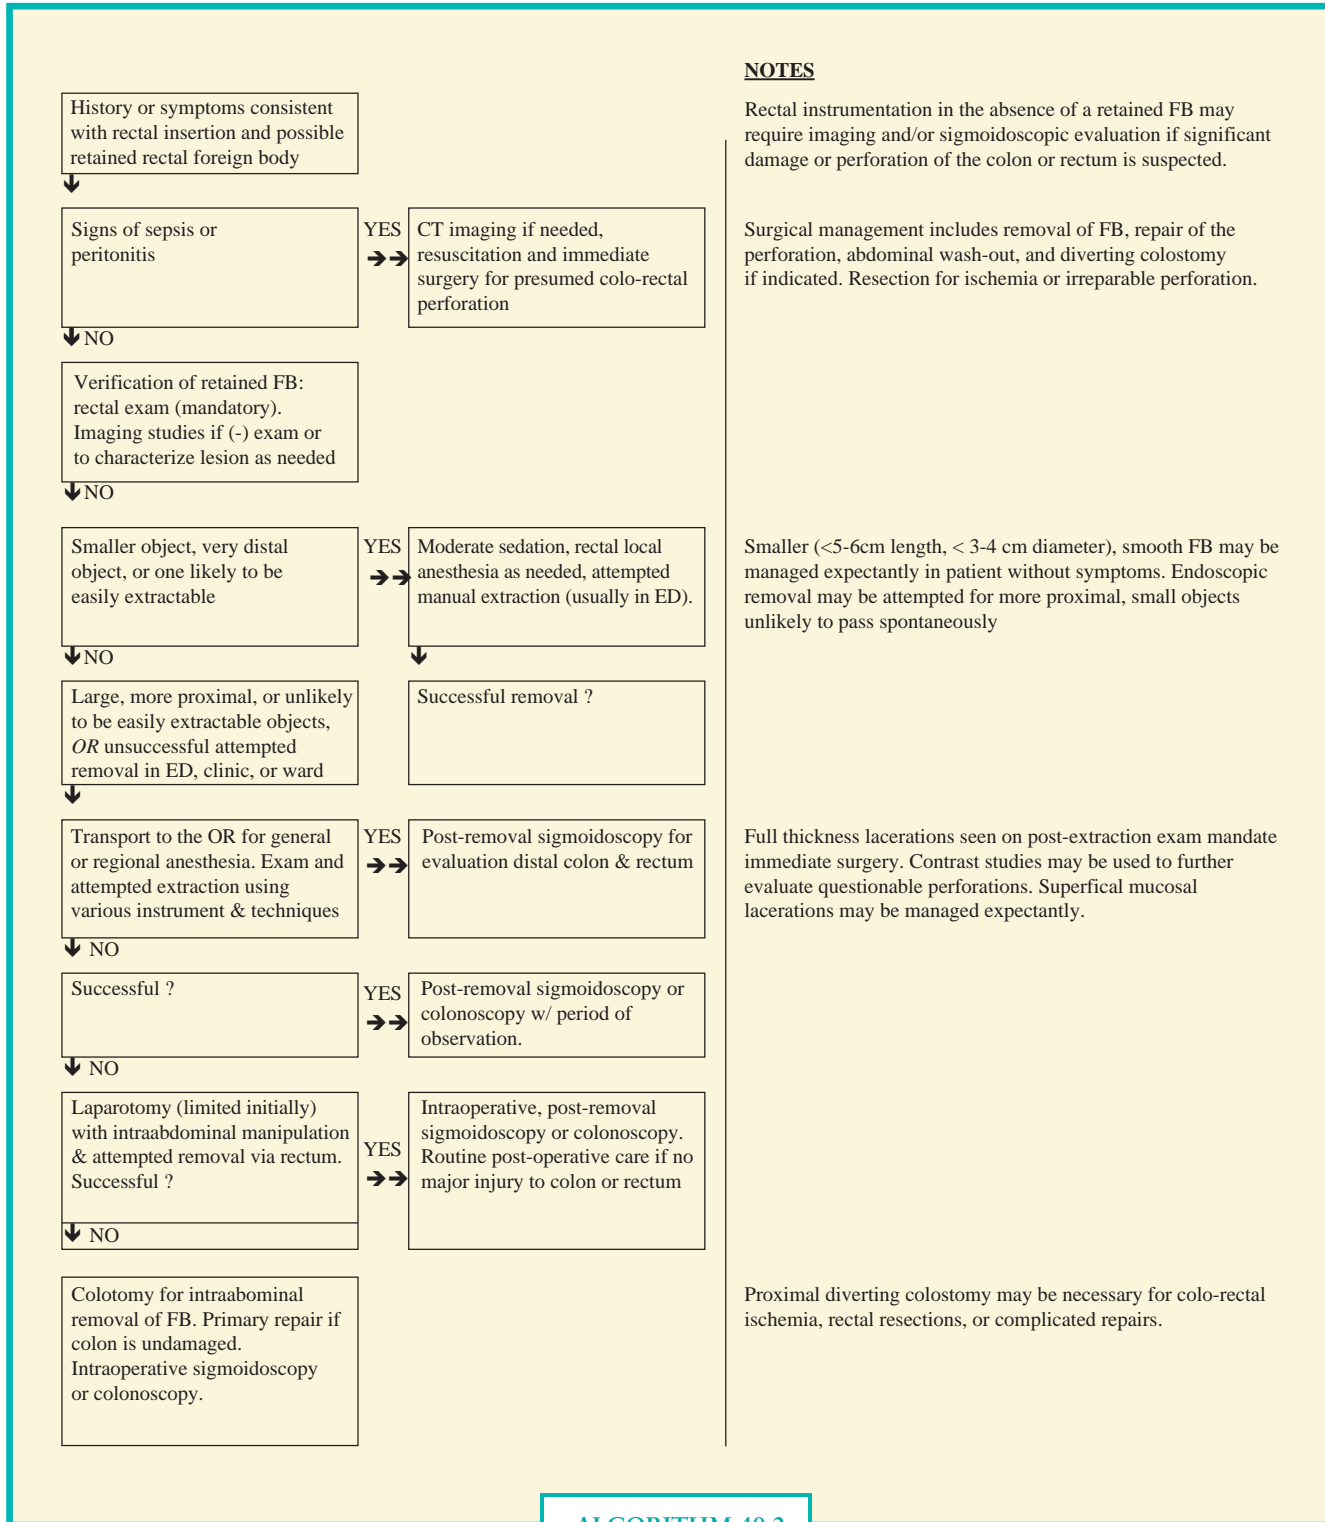 NOTES
History or symptoms consistent
with rectal insertion and possible
retained rectal foreign body
Rectal instrumentation in the absence of a retained FB may
require imaging and/or sigmoidoscopic evaluation if significant
damage or perforation of the colon or rectum is suspected.
Signs of sepsis or
peritonitis
YES
CT imaging if needed,
resuscitation and immediate
surgery for presumed colo-rectal
perforation
Surgical management includes removal of FB, repair of the
perforation, abdominal wash-out, and diverting colostomy
if indicated. Resection for ischemia or irreparable perforation.
NO
Verification of retained FB:
rectal exam (mandatory).
Imaging studies if (-) exam or
to characterize lesion as needed
NO
Smaller object, very distal
object, or one likely to be
easily extractable
YES
Moderate sedation, rectal local
anesthesia as needed, attempted
manual extraction (usually in ED).
Smaller (<5-6cm length, < 3-4 cm diameter), smooth FB may be
managed expectantly in patient without symptoms. Endoscopic
removal may be attempted for more proximal, small objects
unlikely to pass spontaneously
NO
Large, more proximal, or unlikely
to be easily extractable objects,
OR unsuccessful attempted
removal in ED, clinic, or ward
Successful removal ?
Transport to the OR for general
or regional anesthesia. Exam and
attempted extraction using
various instrument & techniques
YES
Post-removal sigmoidoscopy for
evaluation distal colon & rectum
Full thickness lacerations seen on post-extraction exam mandate
immediate surgery. Contrast studies may be used to further
evaluate questionable perforations. Superfical mucosal
lacerations may be managed expectantly.
NO
Successful ?
YES
Post-removal sigmoidoscopy or
colonoscopy w/ period of
observation.
NO
Laparotomy (limited initially)
with intraabdominal manipulation
& attempted removal via rectum.
Successful ?
YES
Intraoperative, post-removal
sigmoidoscopy or colonoscopy.
Routine post-operative care if no
major injury to colon or rectum
NO
Colotomy for intraabominal
removal of FB. Primary repair if
colon is undamaged.
Intraoperative sigmoidoscopy
or colonoscopy.
Proximal diverting colostomy may be necessary for colo-rectal
ischemia, rectal resections, or complicated repairs.
ALGORITHM 40.2